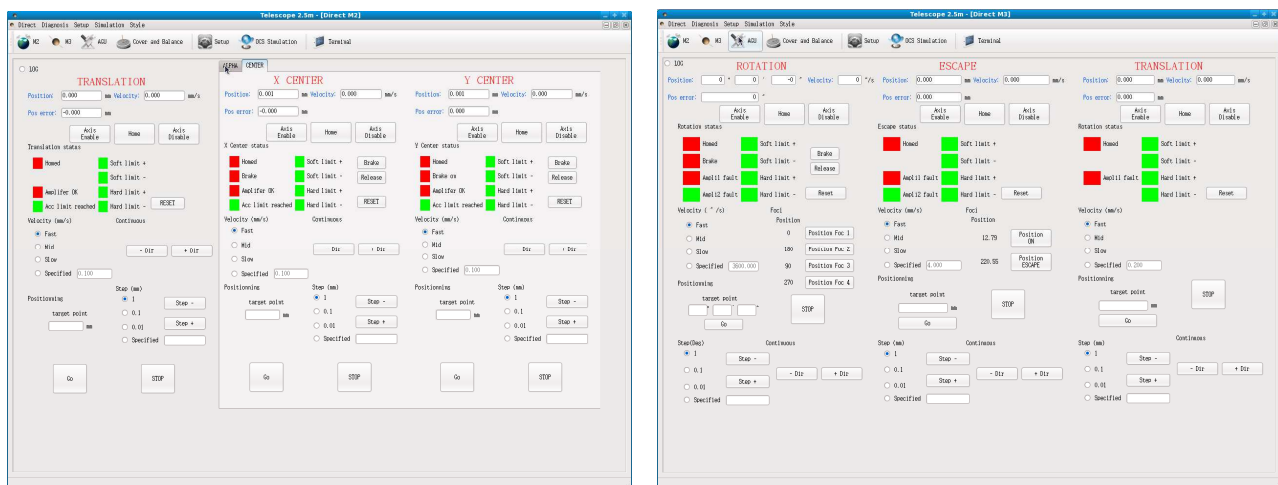 Telescope 2.5m - [Direct M2]
Direct Diagnosis Setup Simulation Style
M2 M3 AGU Cover and Balance Setup DCS Simulation Terminal
LOG
ALPHA CENTER
TRANSLATION
Position: 0.000 mm Velocity: 0.000 mm/s
Pos error: -0.000 mm
Axis Enable Home Axis Disable
Translation status
Homed Soft limit +
Soft limit -
Amplifer OK Hard limit +
Acc limit reached Hard limit - RESET
Velocity (mm/s) Continuous
Fast
Mid - Dir + Dir
Slow
Specified 0.100
Step (mm)
Positionning 1 Step -
target point 0.1
mm 0.01 Step +
Specified
Go STOP
X CENTER
Position: 0.001 mm Velocity: 0.000 mm/s
Pos error: -0.000 mm
Axis Enable Home Axis Disable
X Center status
Homed Soft limit + Brake
Brake Soft limit - Release
Amplifer OK Hard limit +
Acc limit reached Hard limit - RESET
Velocity (mm/s) Continuous
Fast
Mid Dir + Dir
Slow
Specified 0.100
Positionning Step (mm)
target point 1 Step -
mm 0.1
0.01 Step +
Specified
Go STOP
Y CENTER
Position: 0.001 mm Velocity: 0.000 mm/s
Pos error: 0.000 mm
Axis Enable Home Axis Disable
Y Center status
Homed Soft limit + Brake
Brake ox Soft limit - Release
Amplifer OK Hard limit +
Acc limit reached Hard limit - RESET
Velocity (mm/s) Continuous
Fast
Mid Dir + Dir
Slow
Specified 0.100
Positionning Step (mm)
target point 1 Step -
mm 0.1
0.01 Step +
Specified
Go STOP
Telescope 2.5m - [Direct M3]
Direct Diagnosis Setup Simulation Style
M2 M3 AGU Cover and Balance Setup DCS Simulation Terminal
LOG
ROTATION
Position: 0 ° 0 ' -0 " Velocity: 0 "/s
Pos error: 0 "
Axis Enable Home Axis Disable
Rotation status
Homed Soft limit +
Brake Soft limit - Brake
Release
Ampli1 fault Hard limit +
Ampli2 fault Hard limit - Reset
Velocity ( " /s) Foci
Position
Fast 0 Position Foc 1
Mid 180 Position Foc 2
Slow
Specified 3600.000 90 Position Foc 3
Positionning 270 Position Foc 4
target point
Go STOP
Step(Deg) Continuous
1 Step -
0.1 - Dir + Dir
0.01 Step +
Specified
ESCAPE
Position: 0.000 mm Velocity: 0.000 mm/s
Pos error: 0.000 mm
Axis Enable Home Axis Disable
Escape status
Homed Soft limit +
Soft limit -
Ampli1 fault Hard limit +
Ampli2 fault Hard limit - Reset
Velocity (mm/s) Foci
Position
Fast
Mid 12.79 Position ON
Slow
Specified 4.000 220.55 Position ESCAPE
Positionning
target point
mm STOP
Go
Step (mm) Continuous
1 Step -
0.1 - Dir + Dir
0.01 Step +
Specified
TRANSLATION
Position: 0.000 mm Velocity: 0.000 mm/s
Pos error: 0.000 mm
Axis Enable Home Axis Disable
Rotation status
Homed Soft limit +
Soft limit -
Ampli1 fault Hard limit +
Hard limit - Reset
Velocity (mm/s)
Fast
Mid
Slow
Specified 0.200
Positionning
target point
mm STOP
Go
Step (mm) Continuous
1 Step -
0.1 - Dir + Dir
0.01 Step +
Specified